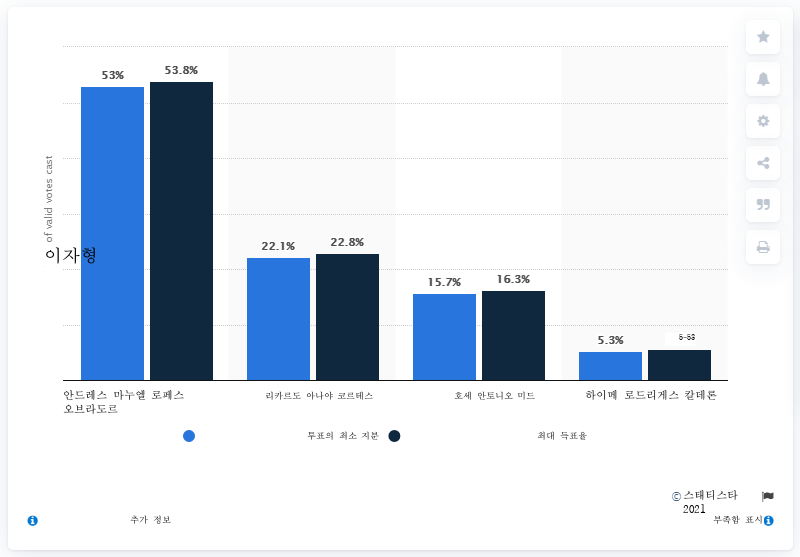 53%
53.8%
22.1%
22.8%
15.7%
16.3%
5.3%
of valid votes cast
이자형
안드레스 마누엘 로페스
오브라도르
리카르도 아나야 코르테스
호세 안토니오 미드
하이메 로드리게스 칼데론
투표의 최소 지분
최대 득표율
© 스태티스타
2021
추가 정보
부족함 표시